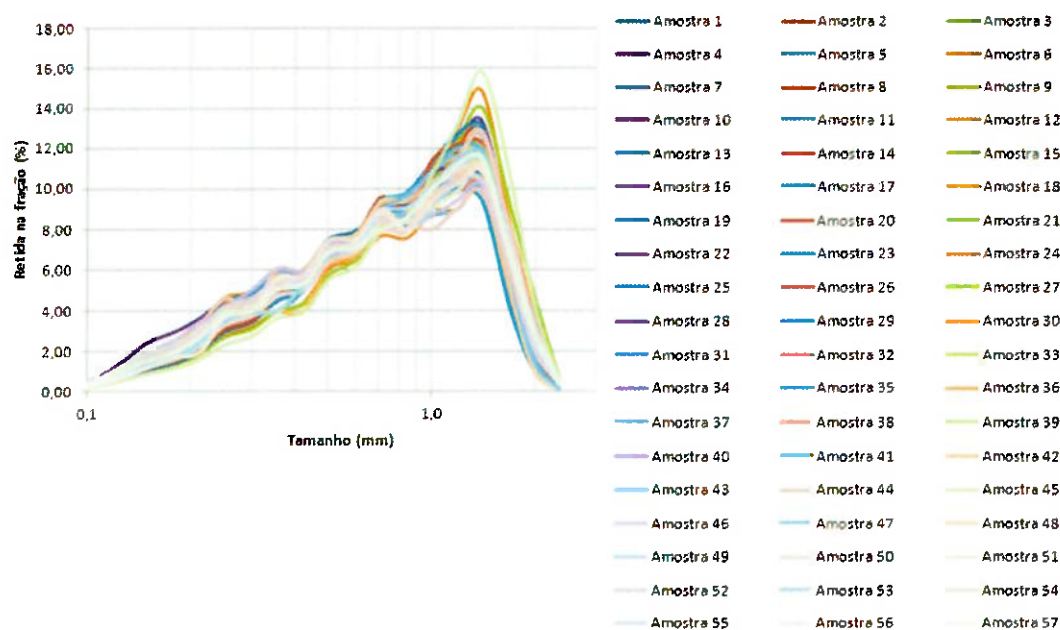 18,00
16,00
14,00
12,00
10,00
8,00
6,00
4,00
2,00
0,00
Retida na fração (%)
0,1
1,0
Tamanho (mm)
Amostra 1 Amostra 2 Amostra 3
Amostra 4 Amostra 5 Amostra 6
Amostra 7 Amostra 8 Amostra 9
Amostra 10 Amostra 11 Amostra 12
Amostra 13 Amostra 14 Amostra 15
Amostra 16 Amostra 17 Amostra 18
Amostra 19 Amostra 20 Amostra 21
Amostra 22 Amostra 23 Amostra 24
Amostra 25 Amostra 26 Amostra 27
Amostra 28 Amostra 29 Amostra 30
Amostra 31 Amostra 32 Amostra 33
Amostra 34 Amostra 35 Amostra 36
Amostra 37 Amostra 38 Amostra 39
Amostra 40 Amostra 41 Amostra 42
Amostra 43 Amostra 44 Amostra 45
Amostra 46 Amostra 47 Amostra 48
Amostra 49 Amostra 50 Amostra 51
Amostra 52 Amostra 53 Amostra 54
Amostra 55 Amostra 56 Amostra 57